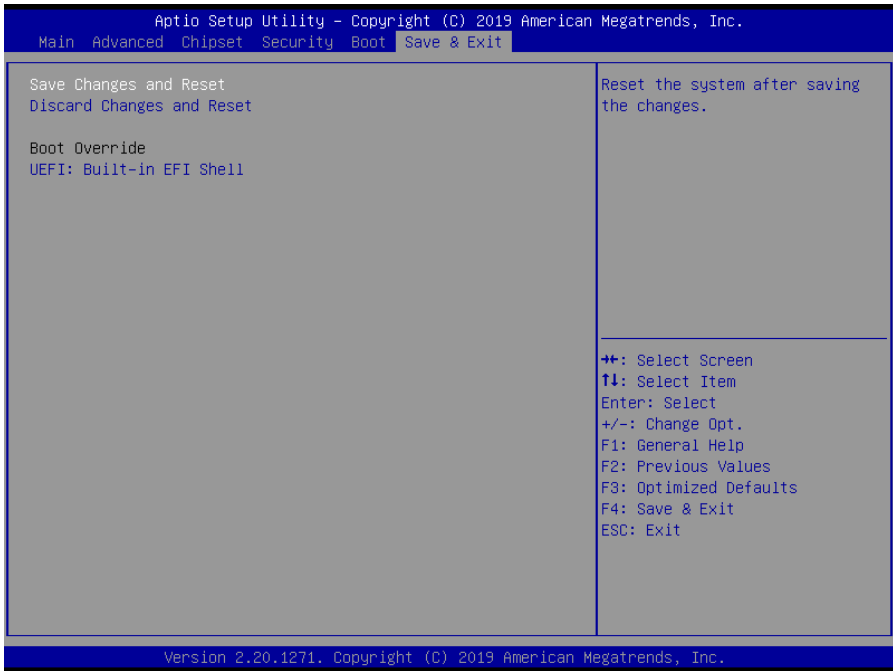 Aptio Setup Utility – Copyright (C) 2019 American Megatrends, Inc.
Main Advanced Chipset Security Boot Save & Exit
Save Changes and Reset
Discard Changes and Reset
Boot Override
UEFI: Built-in EFI Shell
Reset the system after saving
the changes.
→←: Select Screen
↑↓: Select Item
Enter: Select
+/-: Change Opt.
F1: General Help
F2: Previous Values
F3: Optimized Defaults
F4: Save & Exit
ESC: Exit
Version 2.20.1271. Copyright (C) 2019 American Megatrends, Inc.